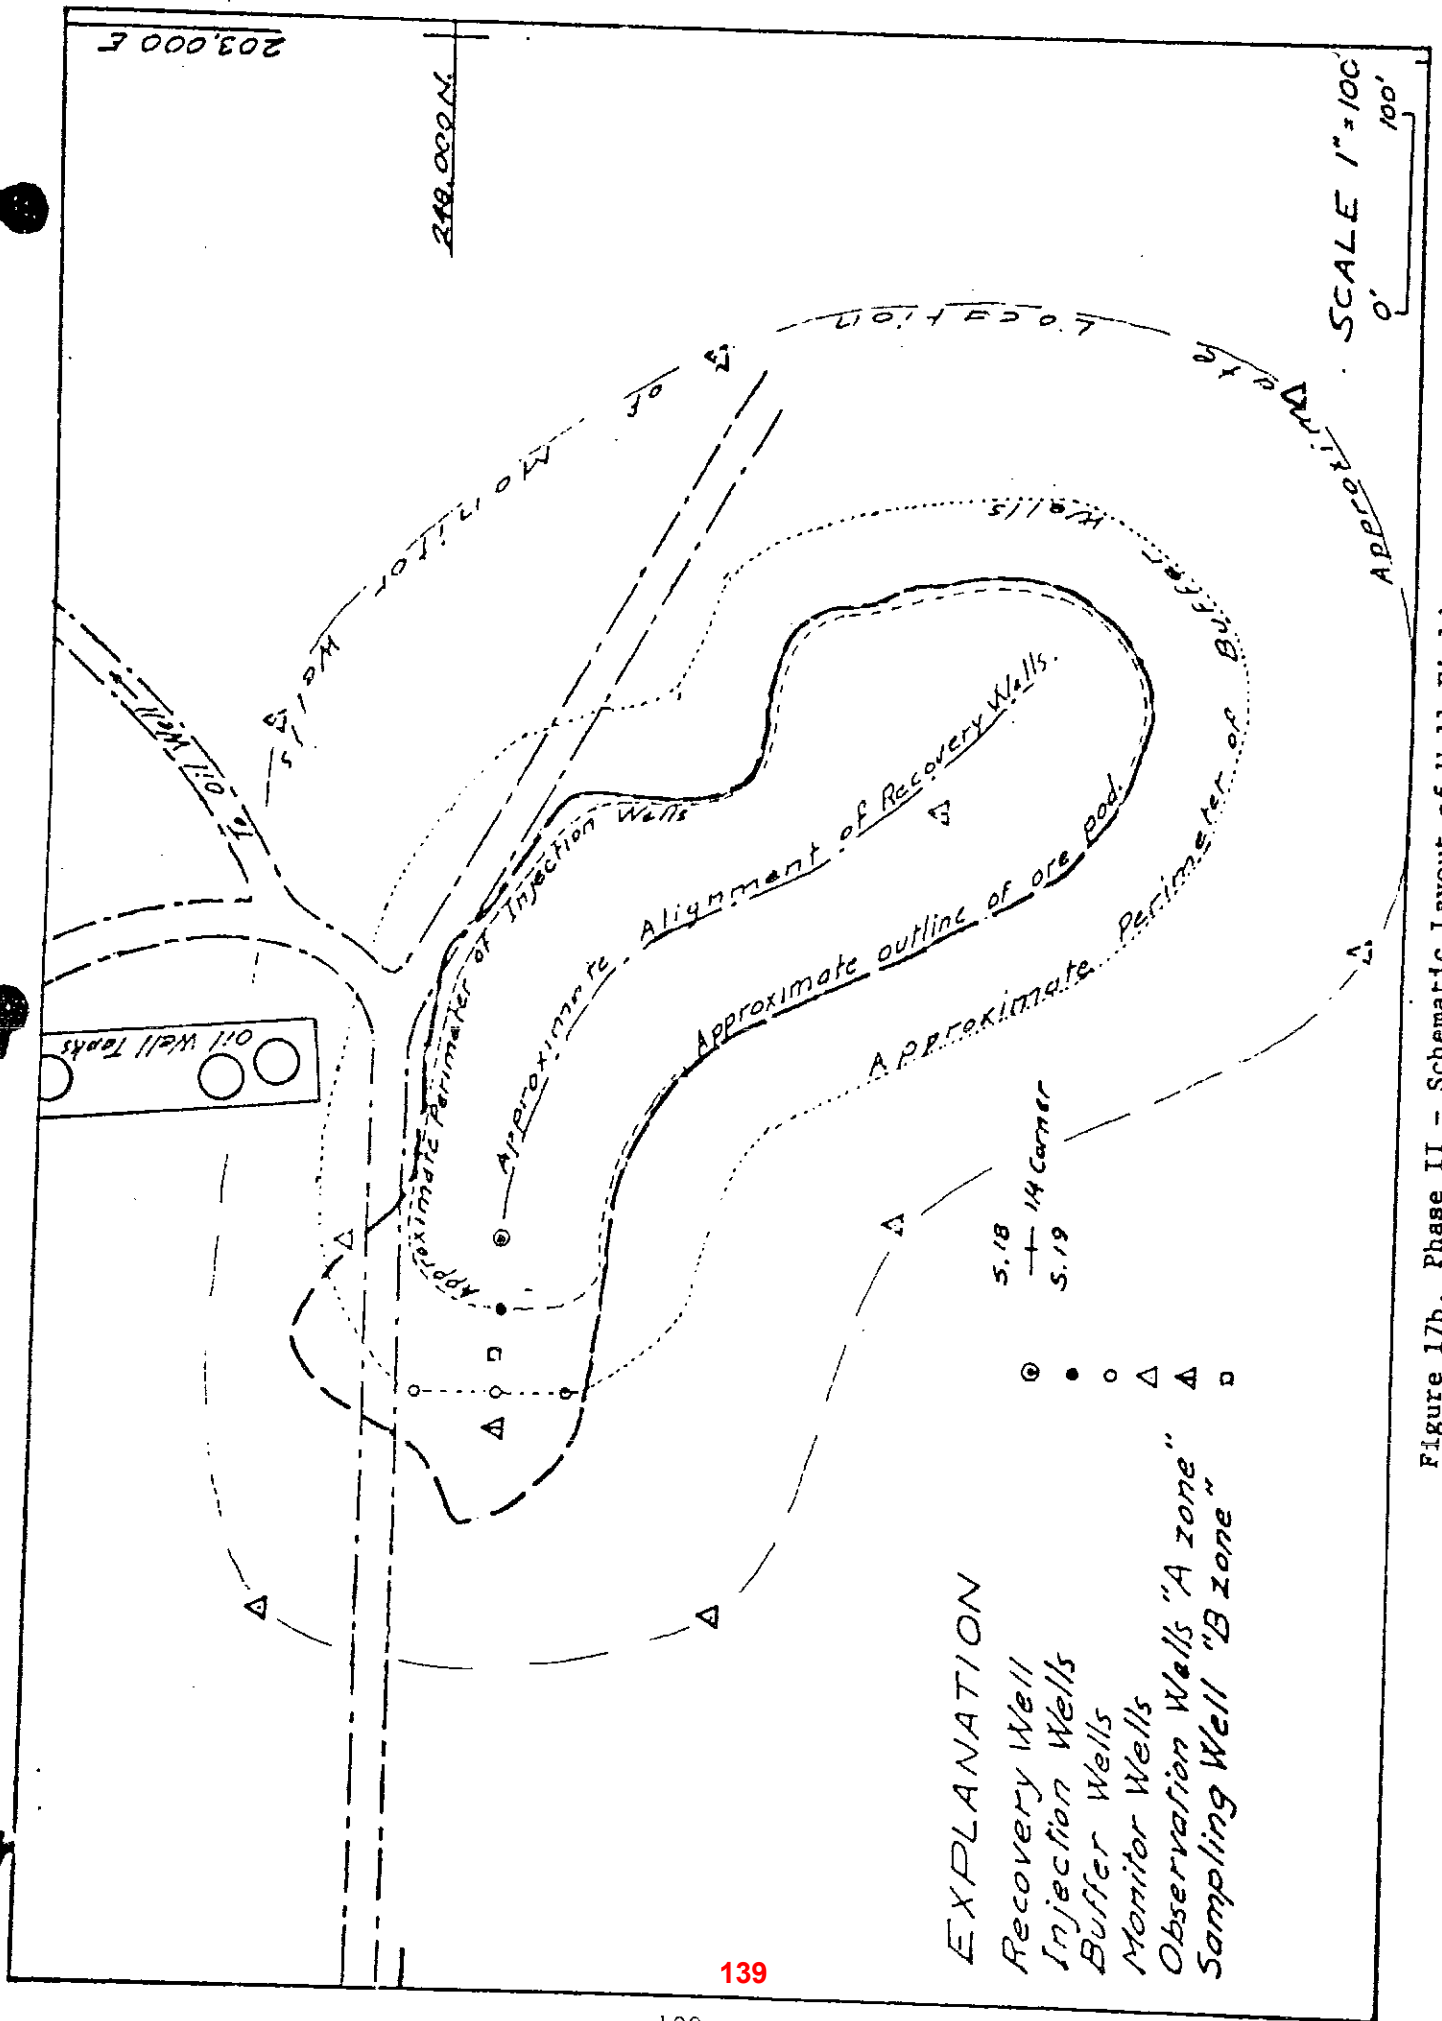 203,000 E
248,000 N.
SCALE 1"=100'
0' 100'
To Oil Well
Oil Well Tanks
Approximate Location of Monitor Wells
Approximate Perimeter of Buffer Wells
Approximate Perimeter of Injection Wells
Approximate Alignment of Recovery Wells.
Approximate outline of ore pod.
S.18
1/4 Corner
S.19
EXPLANATION
Recovery Well
Injection Wells
Buffer Wells
Monitor Wells
Observation Wells "A zone"
Sampling Well "B zone"
Figure 17b. Phase II - Schematic Layout of
139